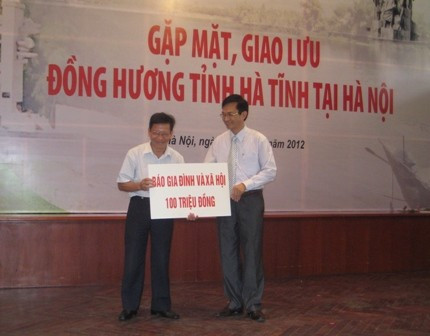 GẶP MẶT, GIAO LƯU
ĐỒNG HƯƠNG TỈNH HÀ TĨNH TẠI HÀ NỘI
Hà Nội, ngày năm 2012
BÁO GIA ĐÌNH VÀ XÃ HỘI
100 TRIỆU ĐỒNG